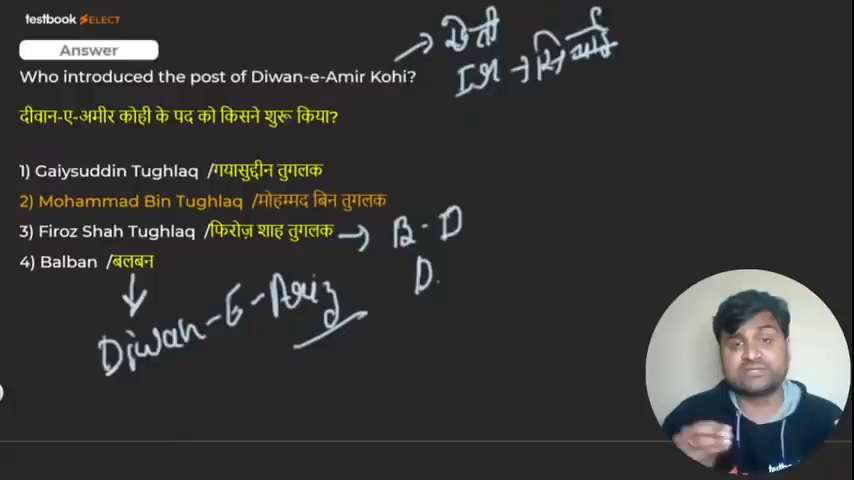 testbook SELECT
Answer
Who introduced the post of Diwan-e-Amir Kohi?
→ खेती
दीवान-ए-अमीर कोही के पद को किसने शुरू किया?
1) Gaiysuddin Tughlaq /गयासुद्दीन तुगलक
2) Mohammad Bin Tughlaq /मोहम्मद बिन तुगलक
3) Firoz Shah Tughlaq /फिरोज़ शाह तुगलक → B.D
4) Balban /बलबन
D.
Diwan-E-Ariz